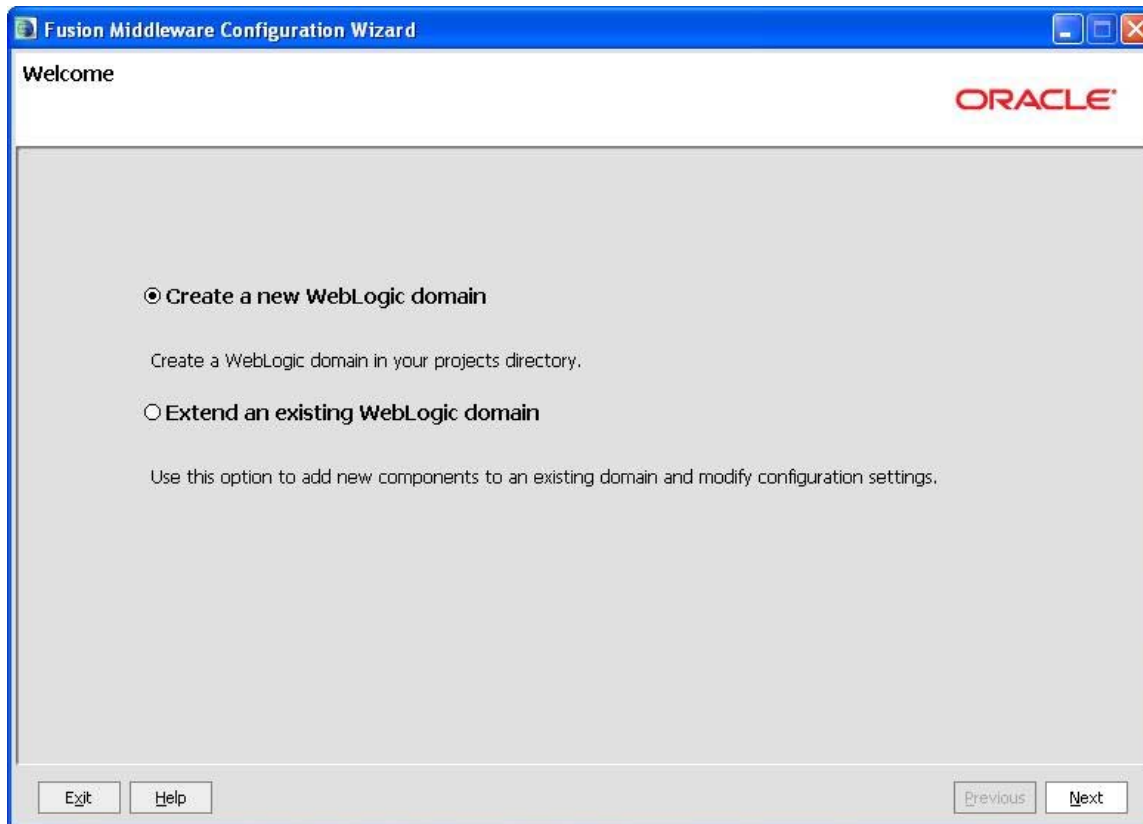 Fusion Middleware Configuration Wizard
Welcome
ORACLE
Create a new WebLogic domain
Create a WebLogic domain in your projects directory.
Extend an existing WebLogic domain
Use this option to add new components to an existing domain and modify configuration settings.
Exit Help Previous Next